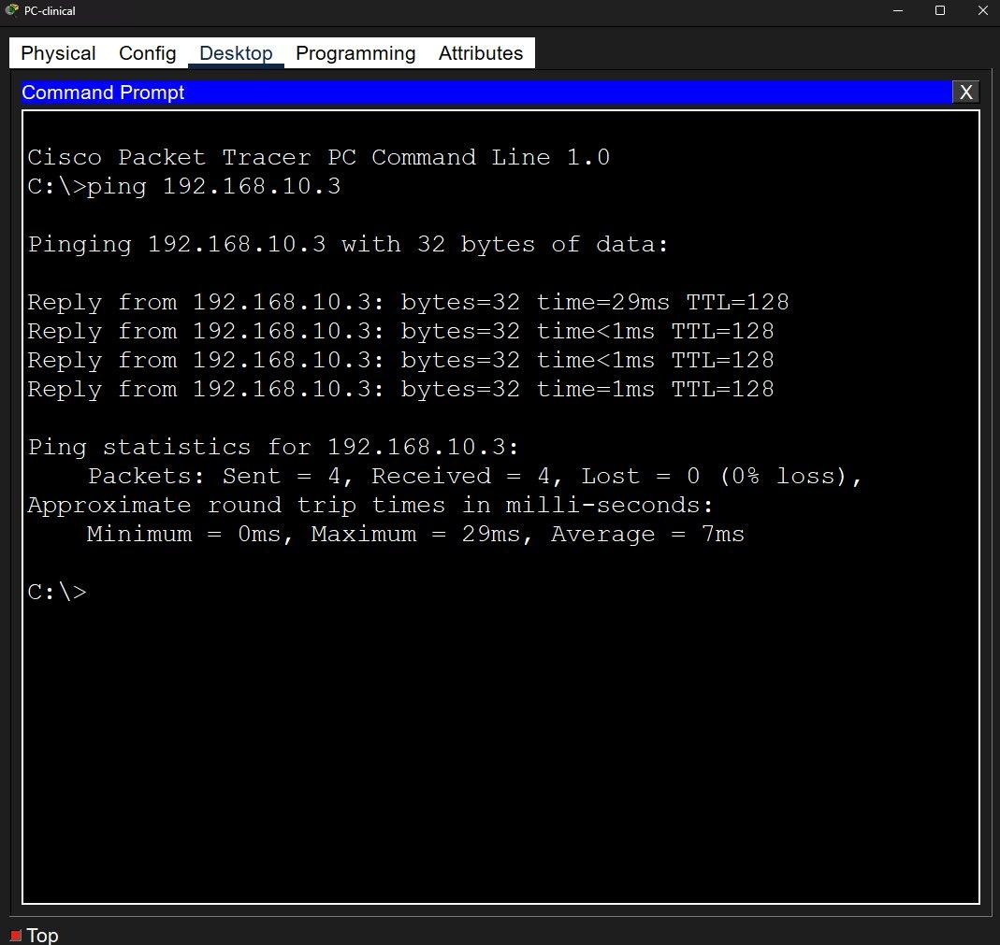 PC-clinical
Physical Config Desktop Programming Attributes
Command Prompt X
Cisco Packet Tracer PC Command Line 1.0
C:\>ping 192.168.10.3
Pinging 192.168.10.3 with 32 bytes of data:
Reply from 192.168.10.3: bytes=32 time=29ms TTL=128
Reply from 192.168.10.3: bytes=32 time<1ms TTL=128
Reply from 192.168.10.3: bytes=32 time<1ms TTL=128
Reply from 192.168.10.3: bytes=32 time=1ms TTL=128
Ping statistics for 192.168.10.3:
    Packets: Sent = 4, Received = 4, Lost = 0 (0% loss),
Approximate round trip times in milli-seconds:
    Minimum = 0ms, Maximum = 29ms, Average = 7ms
C:\>
Top